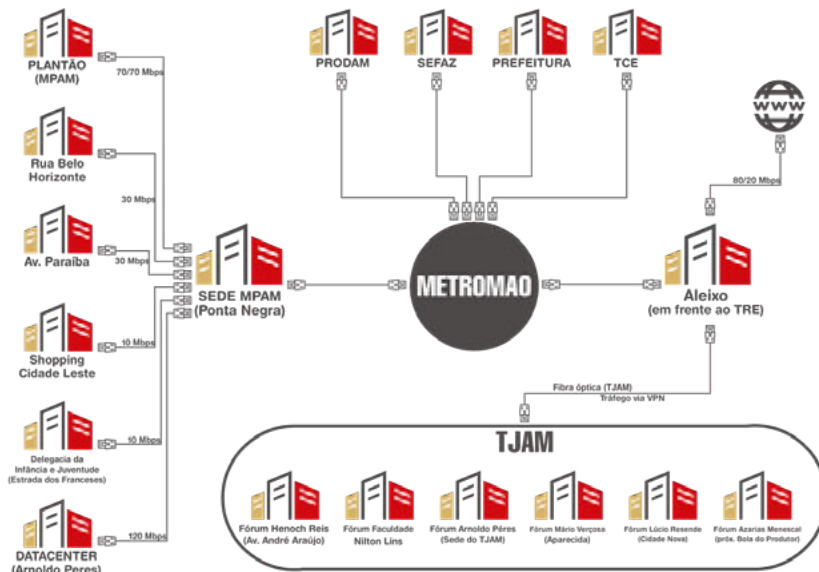 PLANTÃO
(MPAM)
70/70 Mbps
Rua Belo
Horizonte
30 Mbps
Av. Paraíba
30 Mbps
Shopping
Cidade Leste
10 Mbps
Delegacia da
Infância e Juventude
(Estrada dos Franceses)
10 Mbps
DATACENTER
(Arnoldo Peres)
120 Mbps
SEDE MPAM
(Ponta Negra)
PRODAM
SEFAZ
PREFEITURA
TCE
METROMAO
WWW
80/20 Mbps
Aleixo
(em frente ao TRE)
Fibra óptica (TJAM)
Tráfego via VPN
TJAM
Fórum Henoch Reis
(Av. André Araújo)
Fórum Faculdade
Nilton Lins
Fórum Arnoldo Péres
(Sede do TJAM)
Fórum Mário Verçosa
(Aparecida)
Fórum Lúcio Resende
(Cidade Nova)
Fórum Azarias Menescal
(próx. Bola do Produtor)